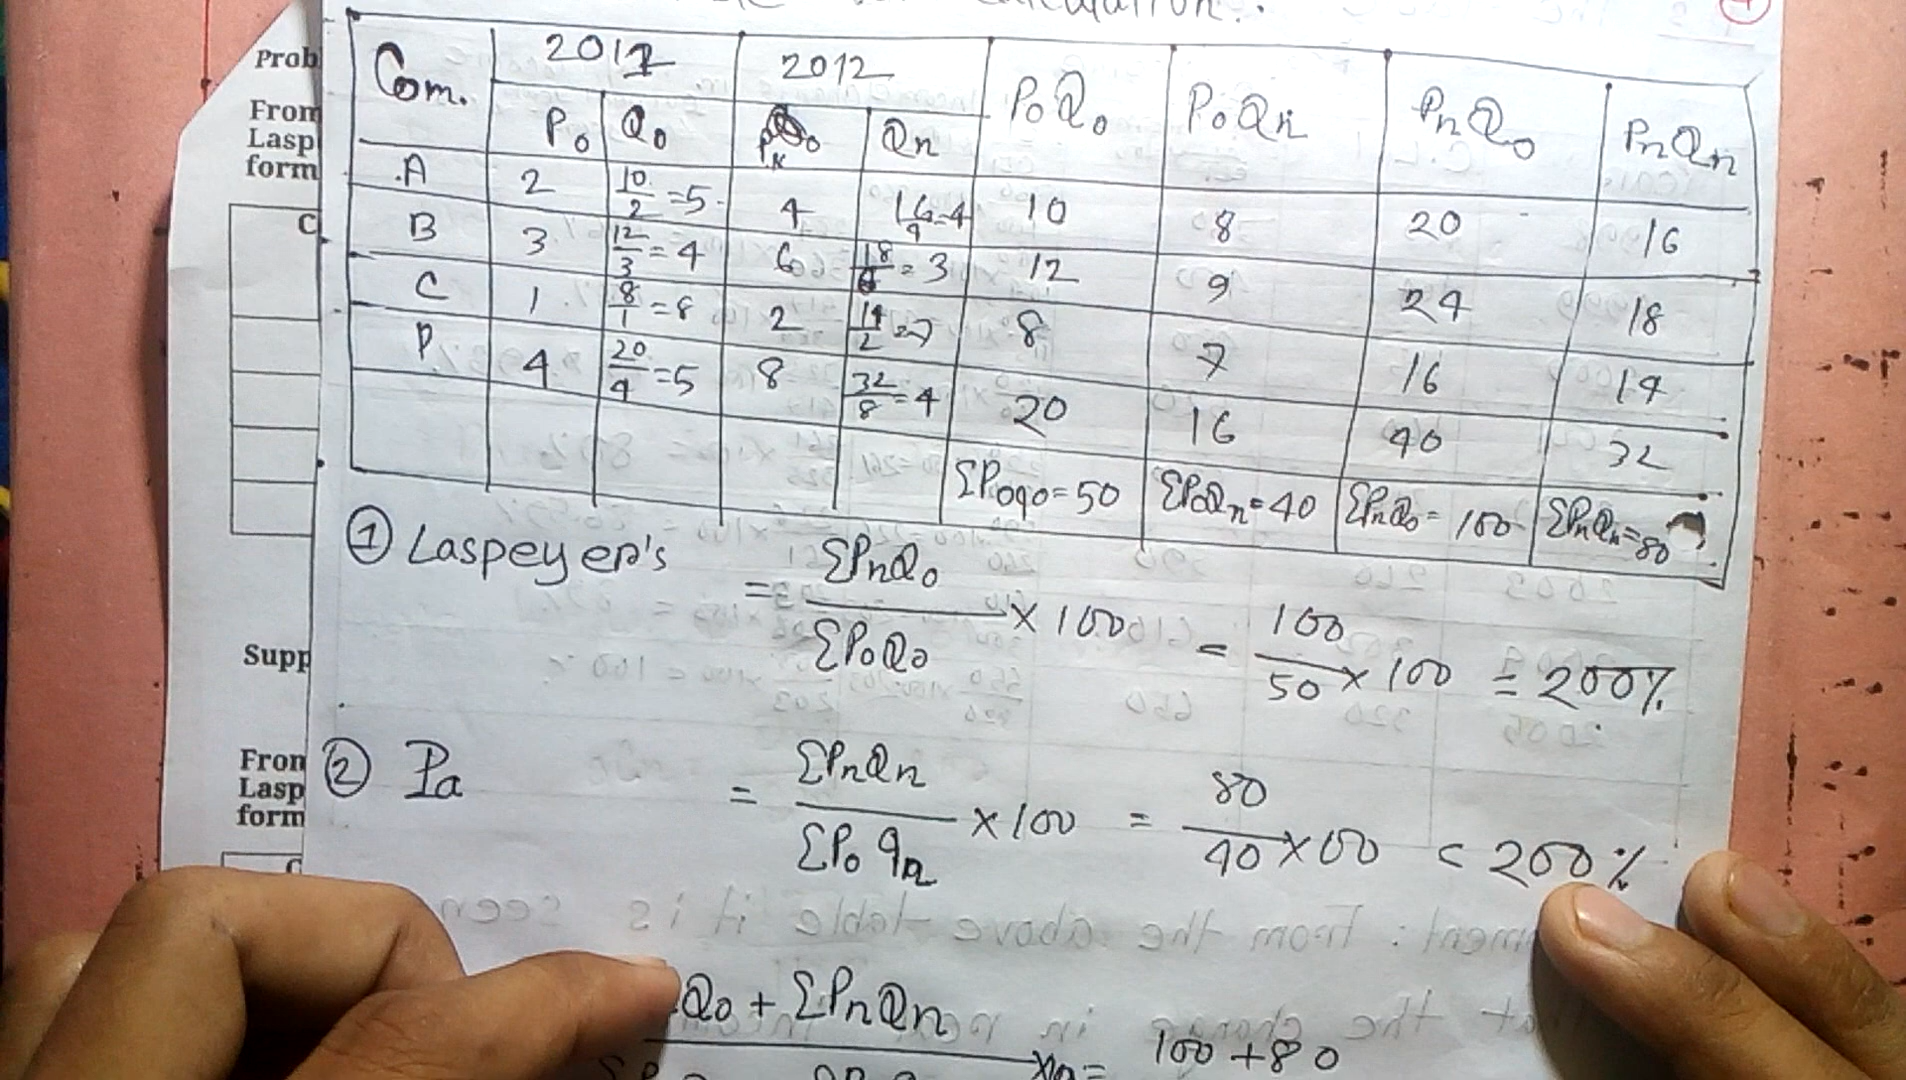 calculation.
Prob
From
Lasp
form
C
Supp
Fron
Lasp
form
Com. 2011 2012 P₀Q₀ P₀Qn PnQ₀ PnQn
P₀ Q₀ Pn Qn
A 2 10/2 =5 4 16/4=4 10 8 20 16
B 3 12/3 = 4 6 18/6 = 3 12 9 24 18
C 1 8/1 = 8 2 14/2 =7 8 7 16 14
D 4 20/4 =5 8 32/8 = 4 20 16 40 32
ΣP₀q₀ = 50 ΣP₀Qn = 40 ΣPnQ₀ = 100 ΣPnQn = 80
① Laspeyer's = ΣPnQ₀ / ΣP₀Q₀ × 100 = 100/50 × 100 = 200%
② Pa = ΣPnQn / ΣP₀qn × 100 = 80/40 × 100 = 200%
Q₀ + ΣPnQn = 100 + 80